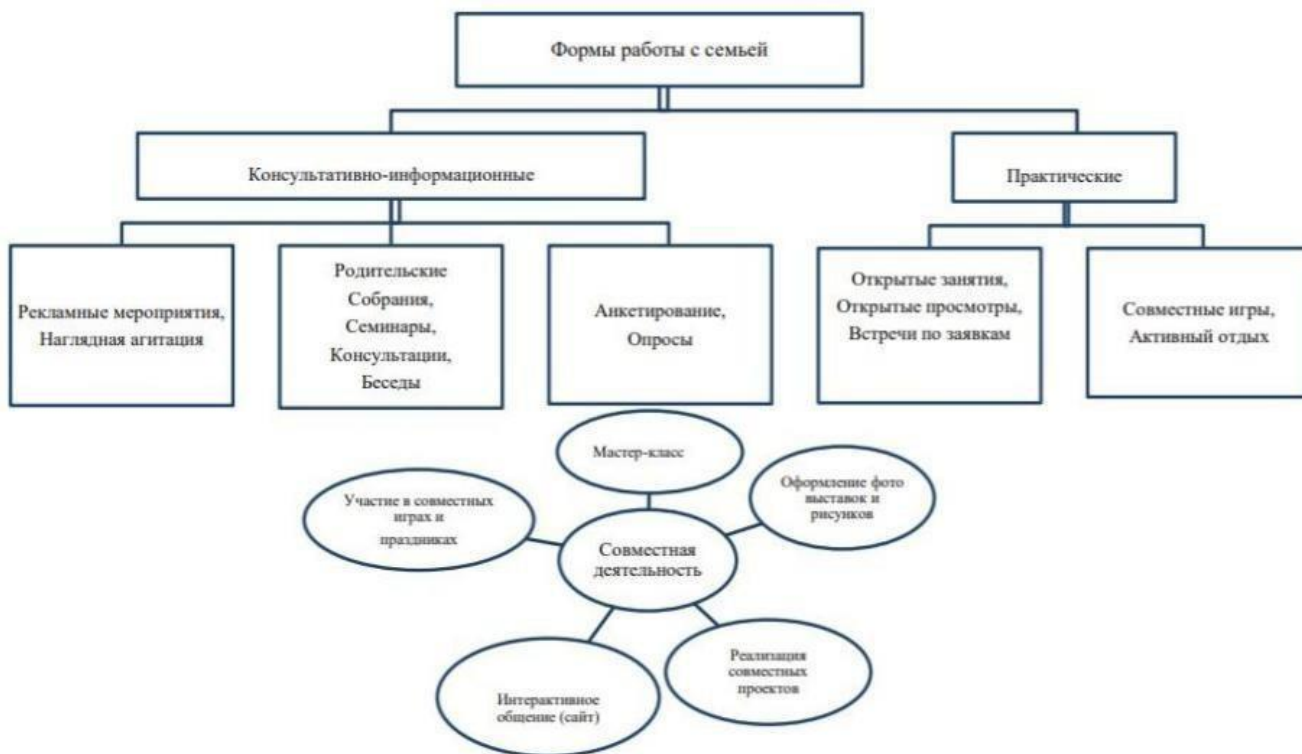 Формы работы с семьей
Консультативно-информационные
Практические
Рекламные мероприятия,
Наглядная агитация
Родительские
Собрания,
Семинары,
Консультации,
Беседы
Анкетирование,
Опросы
Открытые занятия,
Открытые просмотры,
Встречи по заявкам
Совместные игры,
Активный отдых
Мастер-класс
Участие в совместных
играх и
праздниках
Оформление фото
выставок и
рисунков
Совместная
деятельность
Интерактивное
общение (сайт)
Реализация
совместных
проектов